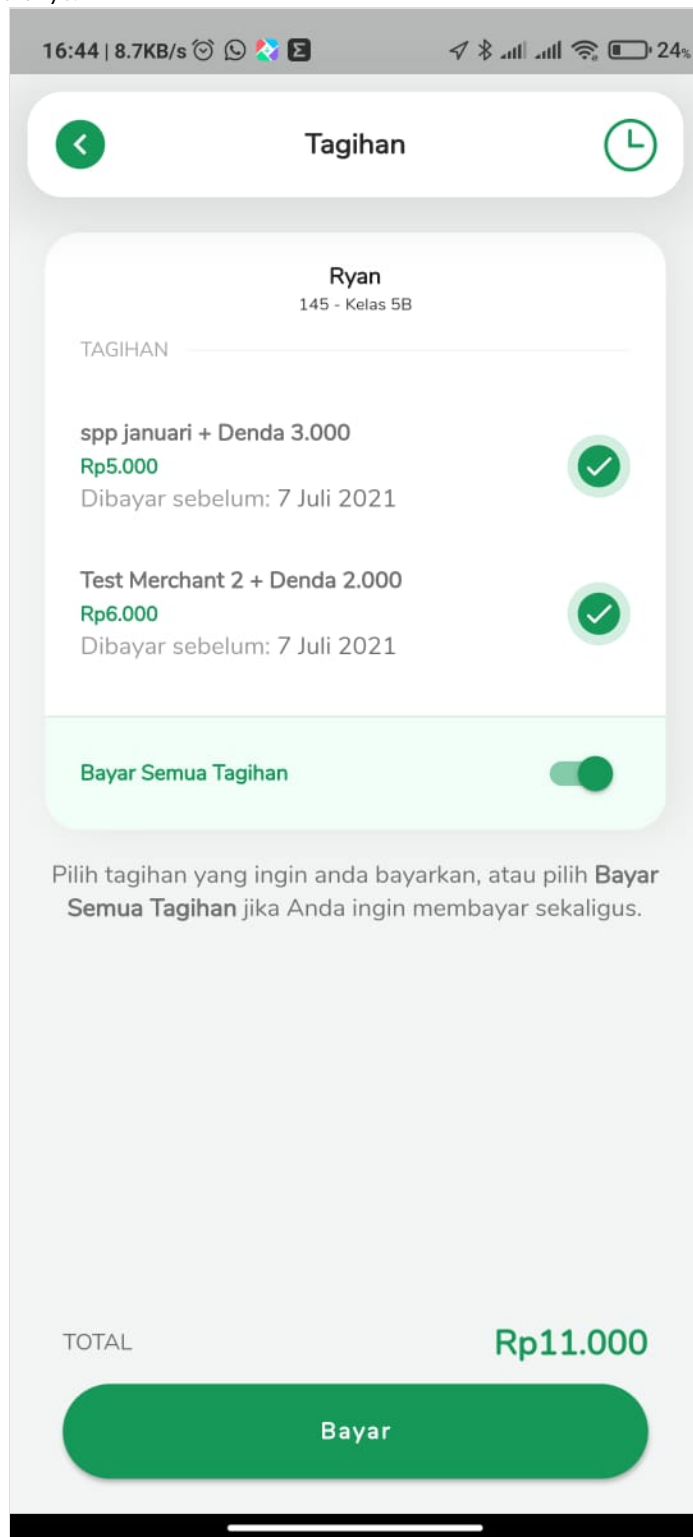 16:44 | 8.7KB/s 24%
Tagihan
Ryan
145 - Kelas 5B
TAGIHAN
spp januari + Denda 3.000
Rp5.000
Dibayar sebelum: 7 Juli 2021
Test Merchant 2 + Denda 2.000
Rp6.000
Dibayar sebelum: 7 Juli 2021
Bayar Semua Tagihan
Pilih tagihan yang ingin anda bayarkan, atau pilih Bayar
Semua Tagihan jika Anda ingin membayar sekaligus.
TOTAL Rp11.000
Bayar